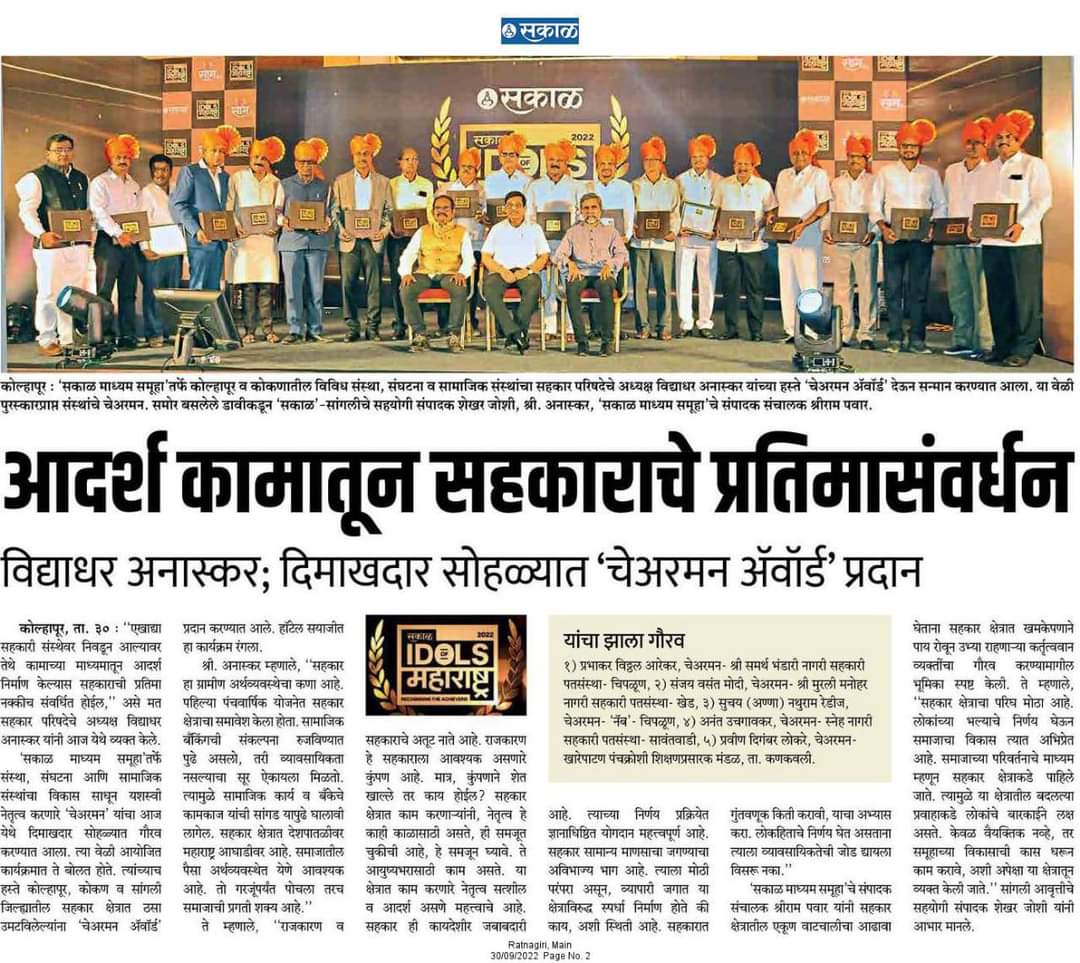 सकाळ
सकाळ
सकाळ 2022
IDOLS
OF
कोल्हापूर : ‘सकाळ माध्यम समूहा’तर्फे कोल्हापूर व कोकणातील विविध संस्था, संघटना व सामाजिक संस्थांचा सहकार परिषदेचे अध्यक्ष विद्याधर अनास्कर यांच्या हस्ते ‘चेअरमन ॲवॉर्ड’ देऊन सन्मान करण्यात आला. या वेळी
पुरस्कारप्राप्त संस्थांचे चेअरमन. समोर बसलेले डावीकडून ‘सकाळ’-सांगलीचे सहयोगी संपादक शेखर जोशी, श्री. अनास्कर, ‘सकाळ माध्यम समूहा’चे संपादक संचालक श्रीराम पवार.
आदर्श कामातून सहकाराचे प्रतिमासंवर्धन
विद्याधर अनास्कर; दिमाखदार सोहळ्यात ‘चेअरमन ॲवॉर्ड’ प्रदान
कोल्हापूर, ता. ३० : ‘‘एखाद्या
सहकारी संस्थेवर निवडून आल्यावर
तेथे कामाच्या माध्यमातून आदर्श
निर्माण केल्यास सहकाराची प्रतिमा
नक्कीच संवर्धित होईल,’’ असे मत
सहकार परिषदेचे अध्यक्ष विद्याधर
अनास्कर यांनी आज येथे व्यक्त केले.
‘सकाळ माध्यम समूहा’तर्फे
संस्था, संघटना आणि सामाजिक
संस्थांचा विकास साधून यशस्वी
नेतृत्व करणारे ‘चेअरमन’ यांचा आज
येथे दिमाखदार सोहळ्यात गौरव
करण्यात आला. त्या वेळी आयोजित
कार्यक्रमात ते बोलत होते. त्यांच्याच
हस्ते कोल्हापूर, कोकण व सांगली
जिल्ह्यातील सहकार क्षेत्रात ठसा
उमटविलेल्यांना ‘चेअरमन ॲवॉर्ड’
प्रदान करण्यात आले. हॉटेल सयाजीत
हा कार्यक्रम रंगला.
श्री. अनास्कर म्हणाले, ‘‘सहकार
हा ग्रामीण अर्थव्यवस्थेचा कणा आहे.
पहिल्या पंचवार्षिक योजनेत सहकार
क्षेत्राचा समावेश केला होता. सामाजिक
बँकिंगची संकल्पना रुजविण्यात
पुढे असलो, तरी व्यावसायिकता
नसल्याचा सूर ऐकायला मिळतो.
त्यामुळे सामाजिक कार्य व बँकेचे
कामकाज यांची सांगड यापुढे घालावी
लागेल. सहकार क्षेत्रात देशपातळीवर
महाराष्ट्र आघाडीवर आहे. समाजातील
पैसा अर्थव्यवस्थेत येणे आवश्यक
आहे. तो गरजूंपर्यंत पोचला तरच
समाजाची प्रगती शक्य आहे.’’
ते म्हणाले, ‘‘राजकारण व
सकाळ 2022
IDOLS
OF
महाराष्ट्र
RECOGNISING THE ACHIEVERS
सहकाराचे अतूट नाते आहे. राजकारण
हे सहकाराला आवश्यक असणारे
कुंपण आहे. मात्र, कुंपणाने शेत
खाल्ले तर काय होईल? सहकार
क्षेत्रात काम करणाऱ्यांनी, नेतृत्व हे
काही काळासाठी असते, ही समजूत
चुकीची आहे, हे समजून घ्यावे. ते
आयुष्यभरासाठी काम असते. या
क्षेत्रात काम करणारे नेतृत्व सत्शील
व आदर्श असणे महत्त्वाचे आहे.
सहकार ही कायदेशीर जबाबदारी
यांचा झाला गौरव
१) प्रभाकर विठ्ठल आरेकर, चेअरमन- श्री समर्थ भंडारी नागरी सहकारी
पतसंस्था- चिपळूण, २) संजय वसंत मोदी, चेअरमन- श्री मुरली मनोहर
नागरी सहकारी पतसंस्था- खेड, ३) सुचय (अण्णा) नथुराम रेडीज,
चेअरमन- ‘नॅब’- चिपळूण, ४) अनंत उचगावकर, चेअरमन- स्नेह नागरी
सहकारी पतसंस्था- सावंतवाडी, ५) प्रवीण दिगंबर लोकरे, चेअरमन-
खारेपाटण पंचक्रोशी शिक्षणप्रसारक मंडळ, ता. कणकवली.
आहे. त्याच्या निर्णय प्रक्रियेत
ज्ञानाधिष्ठित योगदान महत्त्वपूर्ण आहे.
सहकार सामान्य माणसाचा जगण्याचा
अविभाज्य भाग आहे. त्याला मोठी
परंपरा असून, व्यापारी जगात या
क्षेत्राविरुद्ध स्पर्धा निर्माण होते की
काय, अशी स्थिती आहे. सहकारात
गुंतवणूक किती करावी, याचा अभ्यास
करा. लोकहिताचे निर्णय घेत असताना
त्याला व्यावसायिकतेची जोड द्यायला
विसरू नका.’’
‘सकाळ माध्यम समूहा’चे संपादक
संचालक श्रीराम पवार यांनी सहकार
क्षेत्रातील एकूण वाटचालीचा आढावा
घेताना सहकार क्षेत्रात खमकेपणाने
पाय रोवून उभ्या राहणाऱ्या कर्तृत्ववान
व्यक्तींचा गौरव करण्यामागील
भूमिका स्पष्ट केली. ते म्हणाले,
‘‘सहकार क्षेत्राचा परिघ मोठा आहे.
लोकांच्या भल्याचे निर्णय घेऊन
समाजाचा विकास त्यात अभिप्रेत
आहे. समाजाच्या परिवर्तनाचे माध्यम
म्हणून सहकार क्षेत्राकडे पाहिले
जाते. त्यामुळे या क्षेत्रातील बदलत्या
प्रवाहाकडे लोकांचे बारकाईने लक्ष
असते. केवळ वैयक्तिक नव्हे, तर
समूहाच्या विकासाची कास धरून
काम करावे, अशी अपेक्षा या क्षेत्रातून
व्यक्त केली जाते.’’ सांगली आवृत्तीचे
सहयोगी संपादक शेखर जोशी यांनी
आभार मानले.
Ratnagiri, Main
30/09/2022 Page No. 2